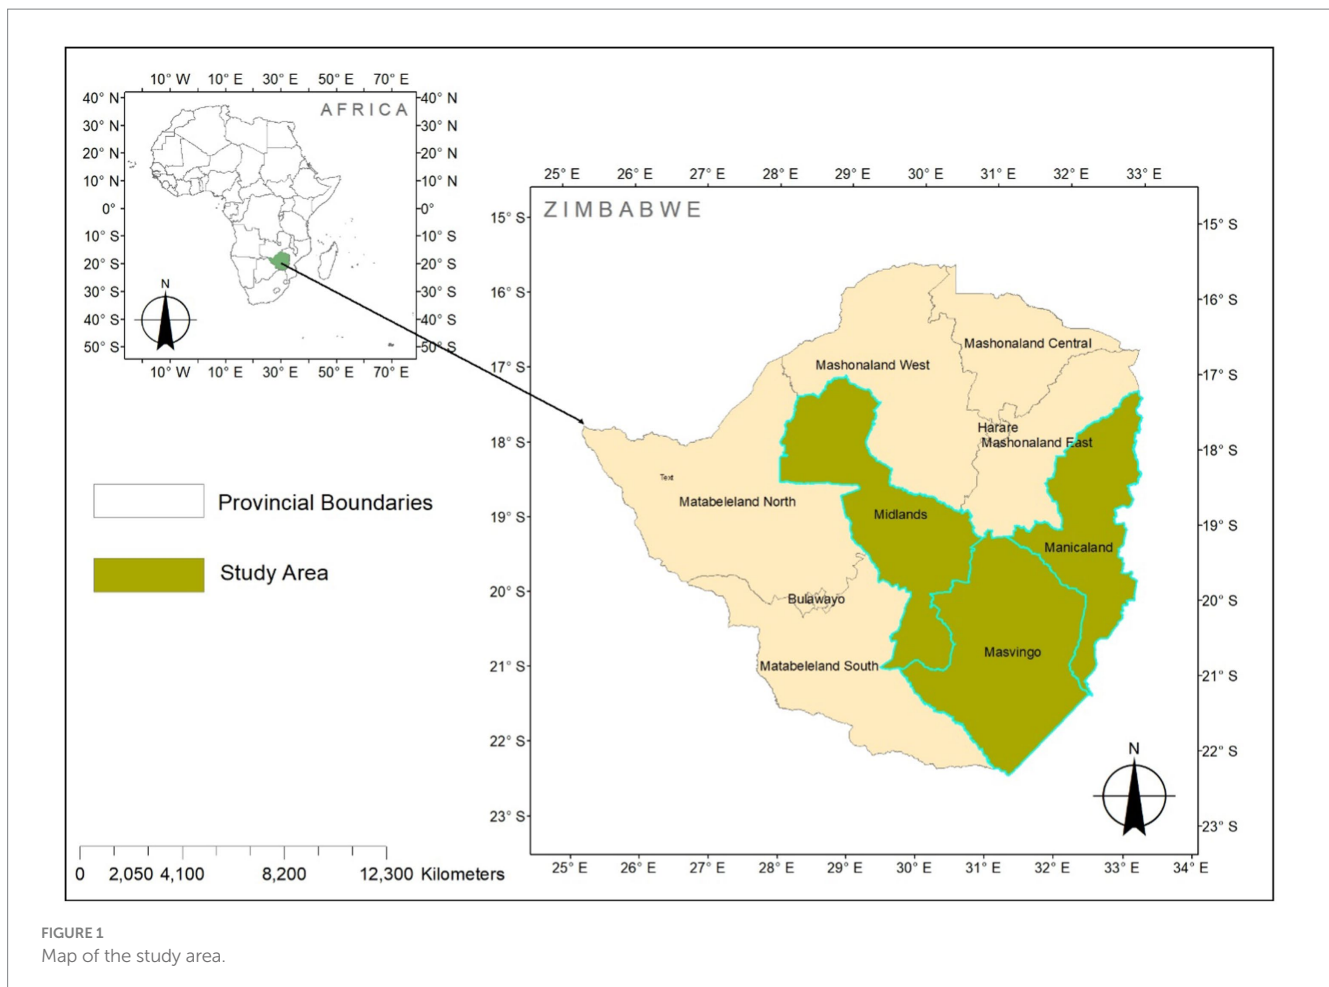 10° W 10° E 30° E 50° E 70° E
AFRICA
40° N 40° N
30° N 30° N
20° N 20° N
10° N 10° N
0° 0°
10° S 10° S
20° S 20° S
30° S 30° S
40° S 40° S
50° S 50° S
N
10° W 10° E 30° E 50° E 70° E
25° E 26° E 27° E 28° E 29° E 30° E 31° E 32° E 33° E
ZIMBABWE
15° S 15° S
16° S 16° S
17° S 17° S
18° S 18° S
19° S 19° S
20° S 20° S
21° S 21° S
22° S 22° S
23° S 23° S
Mashonaland Central
Mashonaland West
Harare
Mashonaland East
Text
Matabeleland North
Midlands
Manicaland
Bulawayo
Masvingo
Matabeleland South
N
25° E 26° E 27° E 28° E 29° E 30° E 31° E 32° E 33° E 34° E
Provincial Boundaries
Study Area
0 2,050 4,100 8,200 12,300 Kilometers
FIGURE 1
Map of the study area.